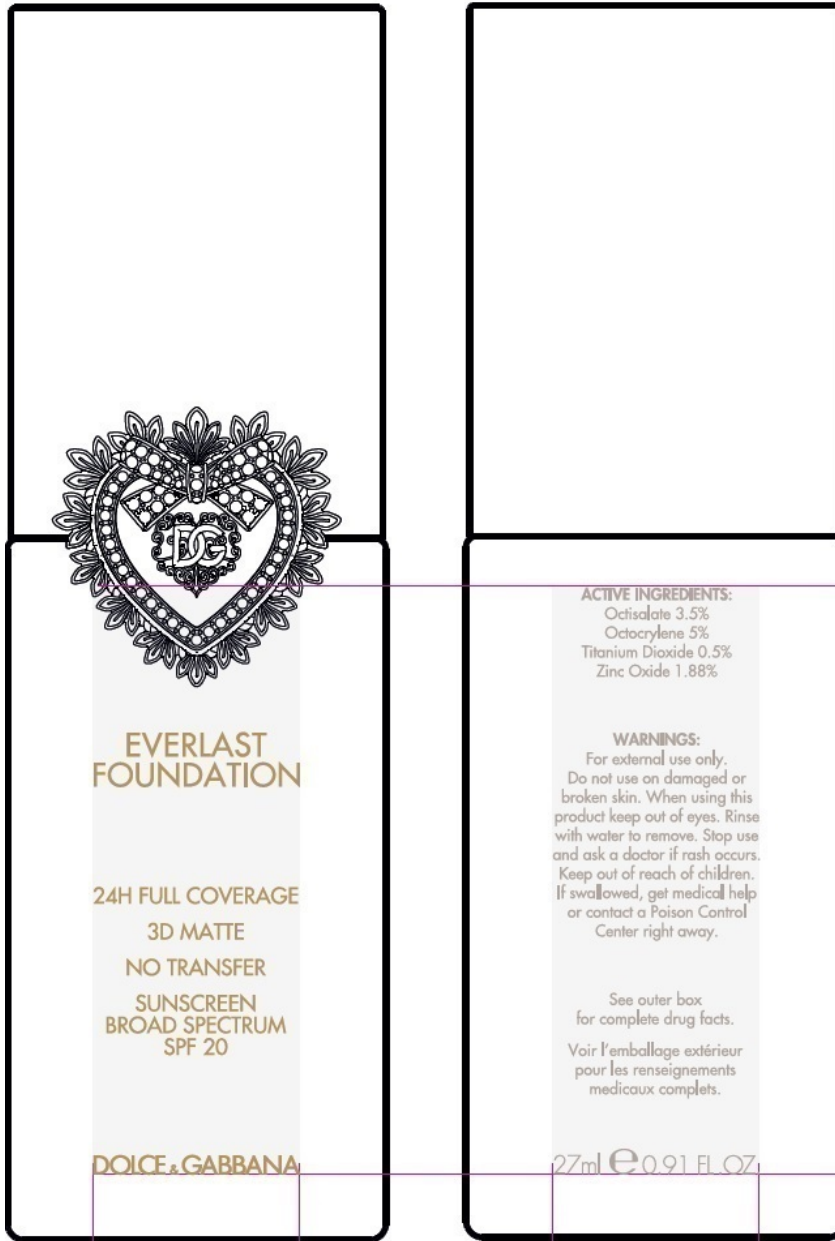 DG
EVERLAST
FOUNDATION
24H FULL COVERAGE
3D MATTE
NO TRANSFER
SUNSCREEN
BROAD SPECTRUM
SPF 20
DOLCE & GABBANA
ACTIVE INGREDIENTS:
Octisalate 3.5%
Octocrylene 5%
Titanium Dioxide 0.5%
Zinc Oxide 1.88%
WARNINGS:
For external use only.
Do not use on damaged or
broken skin. When using this
product keep out of eyes. Rinse
with water to remove. Stop use
and ask a doctor if rash occurs.
Keep out of reach of children.
If swallowed, get medical help
or contact a Poison Control
Center right away.
See outer box
for complete drug facts.
Voir l'emballage extérieur
pour les renseignements
medicaux complets.
27ml ℮ 0.91 FL.OZ.